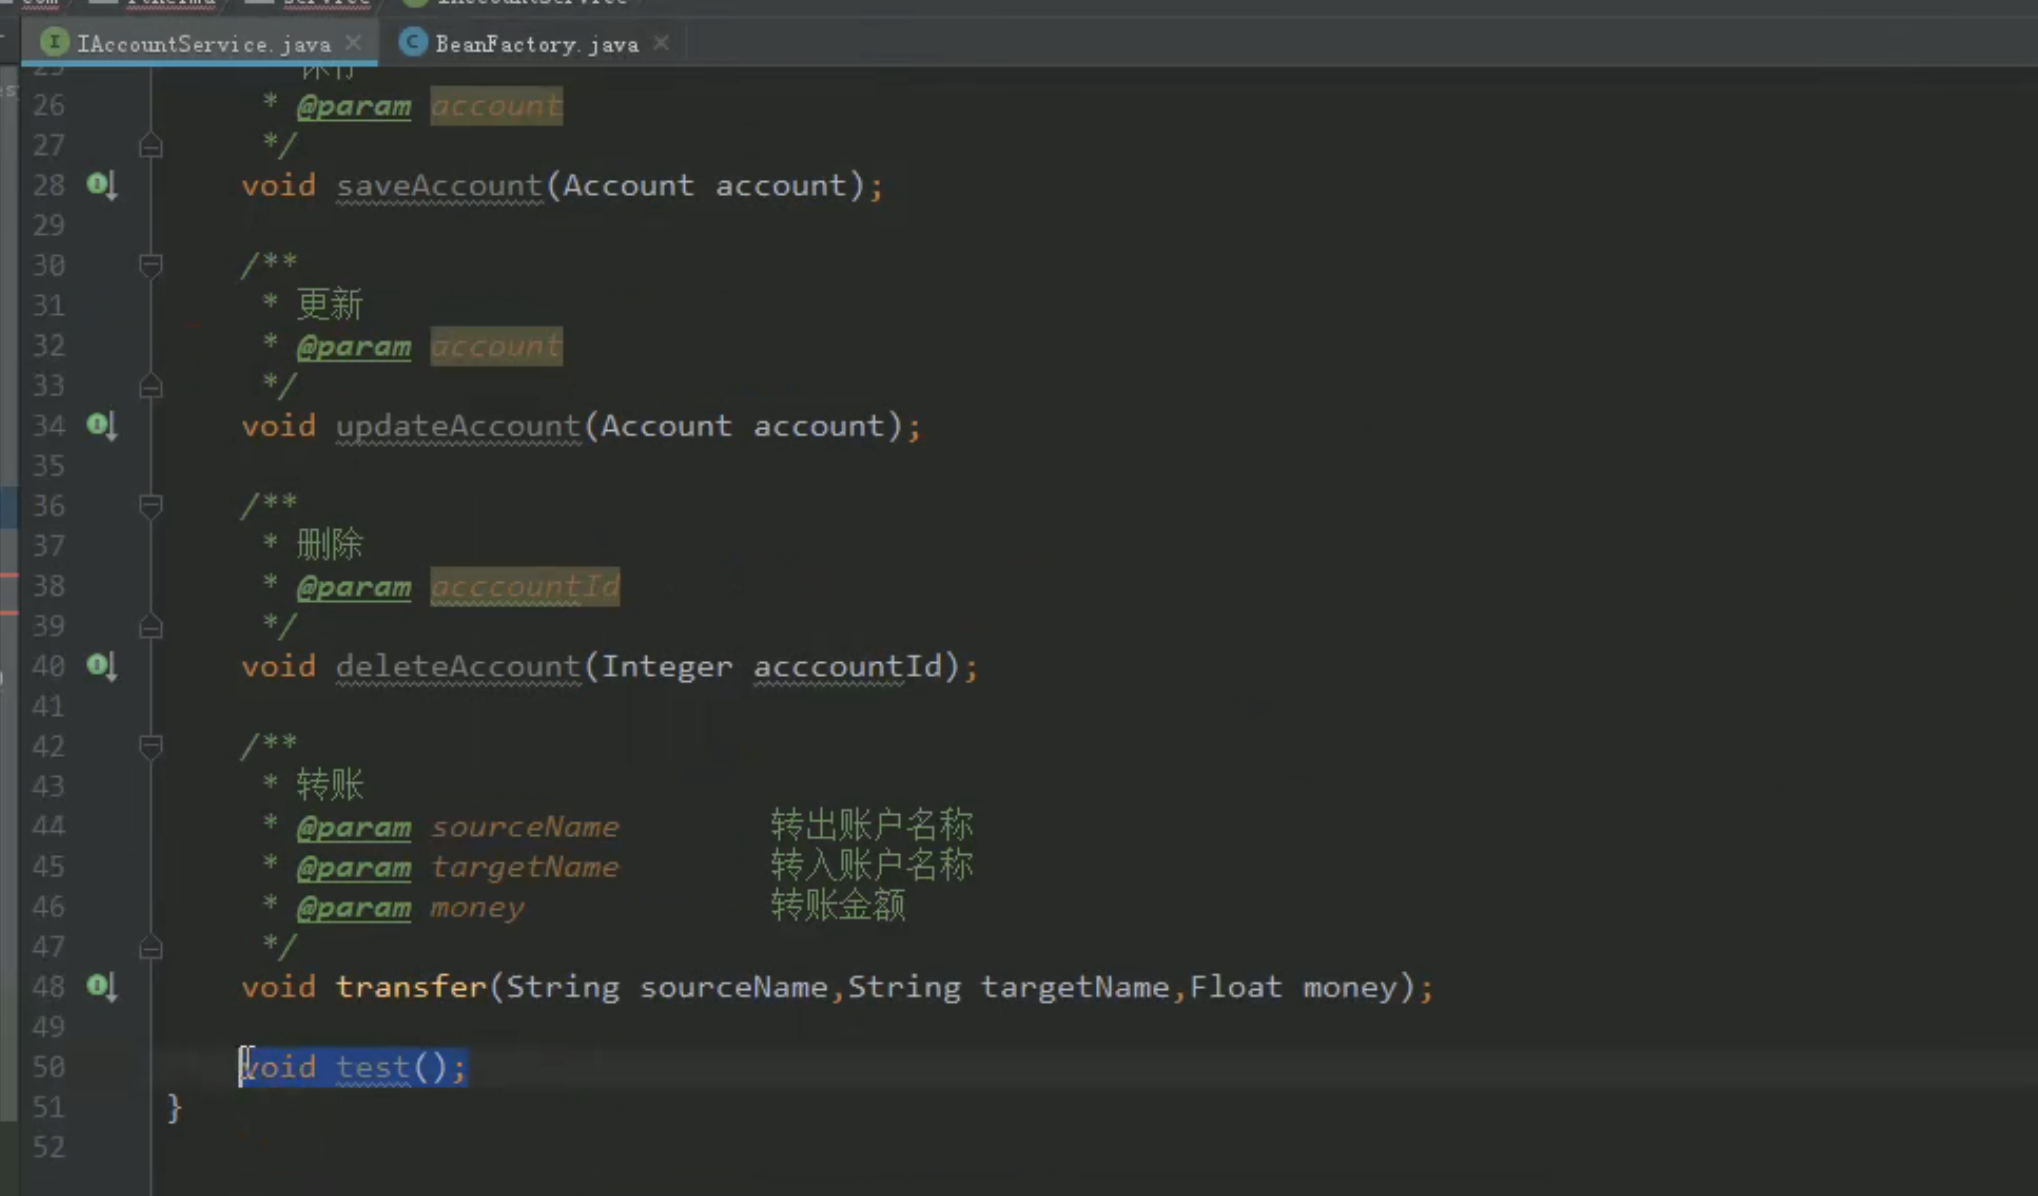 IAccountService.java BeanFactory.java
26 * @param account
27 */
28 void saveAccount(Account account);
29
30 /**
31 * 更新
32 * @param account
33 */
34 void updateAccount(Account account);
35
36 /**
37 * 删除
38 * @param acccountId
39 */
40 void deleteAccount(Integer acccountId);
41
42 /**
43 * 转账
44 * @param sourceName 转出账户名称
45 * @param targetName 转入账户名称
46 * @param money 转账金额
47 */
48 void transfer(String sourceName,String targetName,Float money);
49
50 void test();
51 }
52